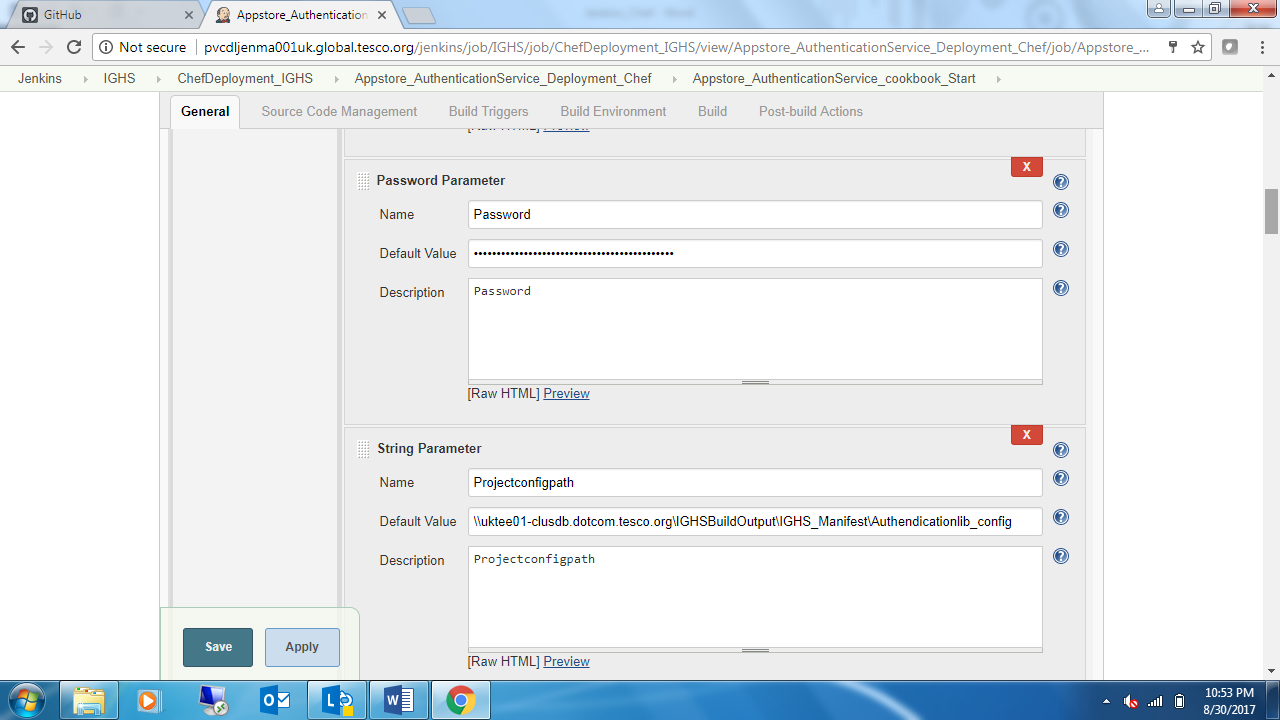 GitHub
Appstore_Authentication
Not secure
pvcdljenma001uk.global.tesco.org/jenkins/job/IGHS/job/ChefDeployment_IGHS/view/Appstore_AuthenticationService_Deployment_Chef/job/Appstore_...
Jenkins IGHS ChefDeployment_IGHS Appstore_AuthenticationService_Deployment_Chef Appstore_AuthenticationService_cookbook_Start
General Source Code Management Build Triggers Build Environment Build Post-build Actions
[Raw HTML] Preview
X
Password Parameter
Name Password
Default Value ••••••••••••••••••••••••••••••••••••••••••••
Description Password
[Raw HTML] Preview
X
String Parameter
Name Projectconfigpath
Default Value \\uktee01-clusdb.dotcom.tesco.org\IGHSBuildOutput\IGHS_Manifest\Authendicationlib_config
Description Projectconfigpath
Save Apply
[Raw HTML] Preview
10:53 PM
8/30/2017